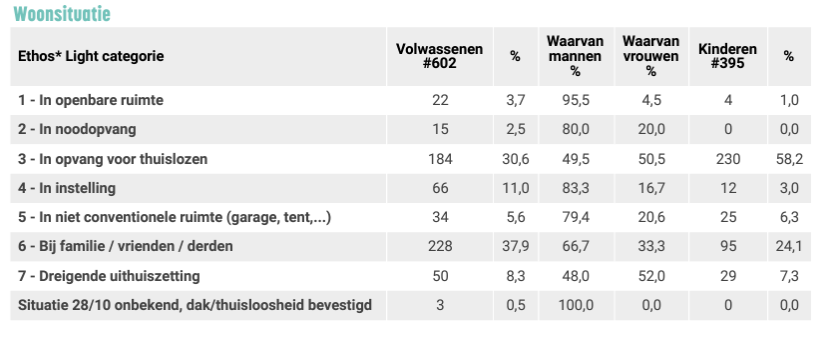 Woonsituatie
Ethos* Light categorie Volwassenen #602 % Waarvan mannen % Waarvan vrouwen % Kinderen #395 %
1 - In openbare ruimte 22 3,7 95,5 4,5 4 1,0
2 - In noodopvang 15 2,5 80,0 20,0 0 0,0
3 - In opvang voor thuislozen 184 30,6 49,5 50,5 230 58,2
4 - In instelling 66 11,0 83,3 16,7 12 3,0
5 - In niet conventionele ruimte (garage, tent,...) 34 5,6 79,4 20,6 25 6,3
6 - Bij familie / vrienden / derden 228 37,9 66,7 33,3 95 24,1
7 - Dreigende uithuiszetting 50 8,3 48,0 52,0 29 7,3
Situatie 28/10 onbekend, dak/thuisloosheid bevestigd 3 0,5 100,0 0,0 0 0,0